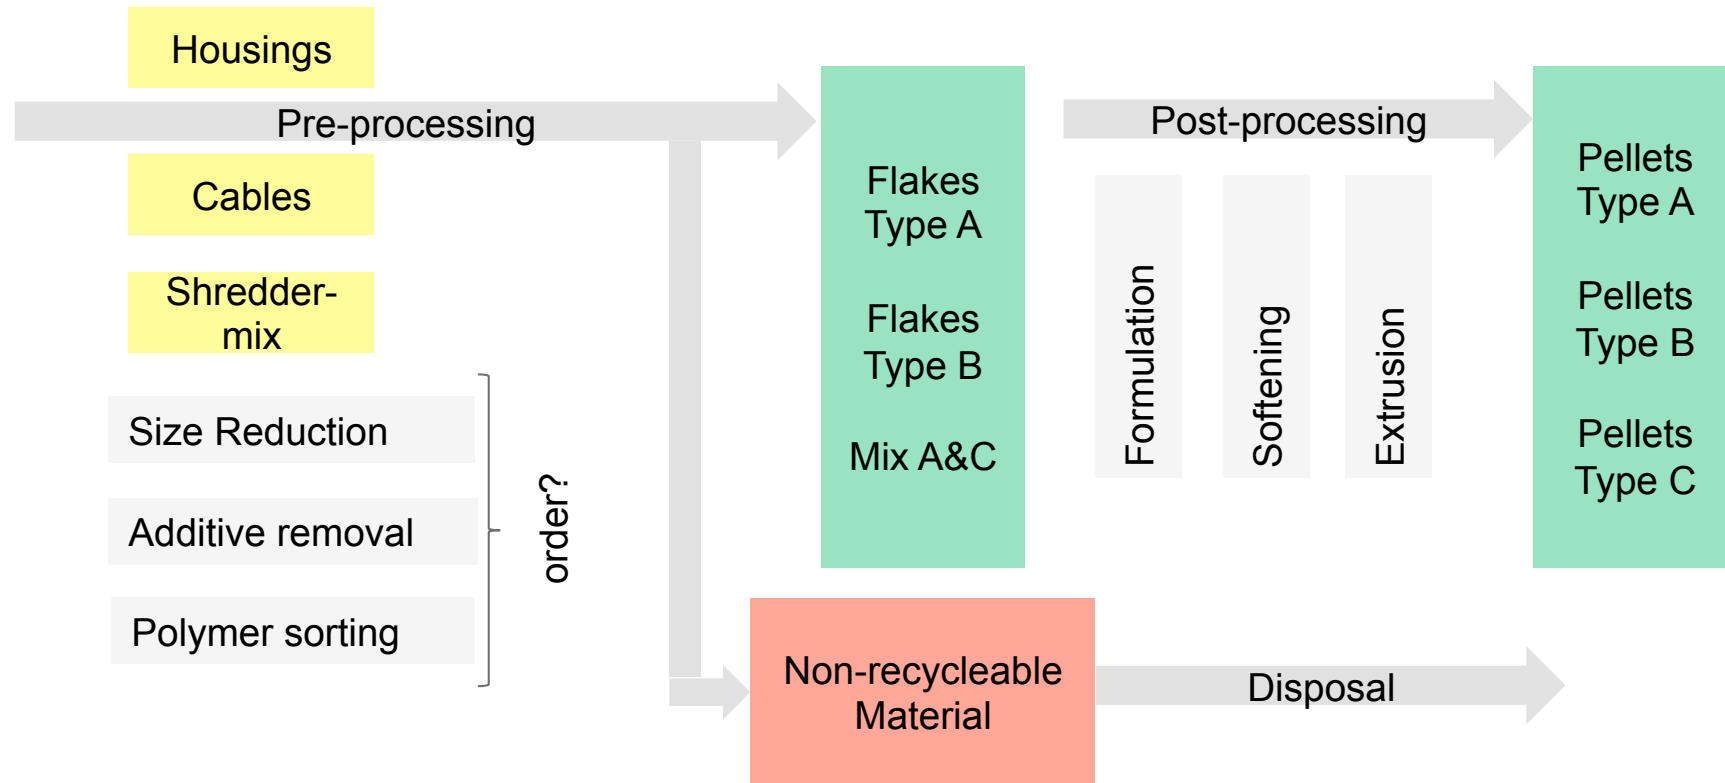 Housings
Pre-processing
Cables
Shredder-
mix
Size Reduction
Additive removal
Polymer sorting
order?
Flakes
Type A
Flakes
Type B
Mix A&C
Non-recycleable
Material
Post-processing
Formulation
Softening
Extrusion
Disposal
Pellets
Type A
Pellets
Type B
Pellets
Type C